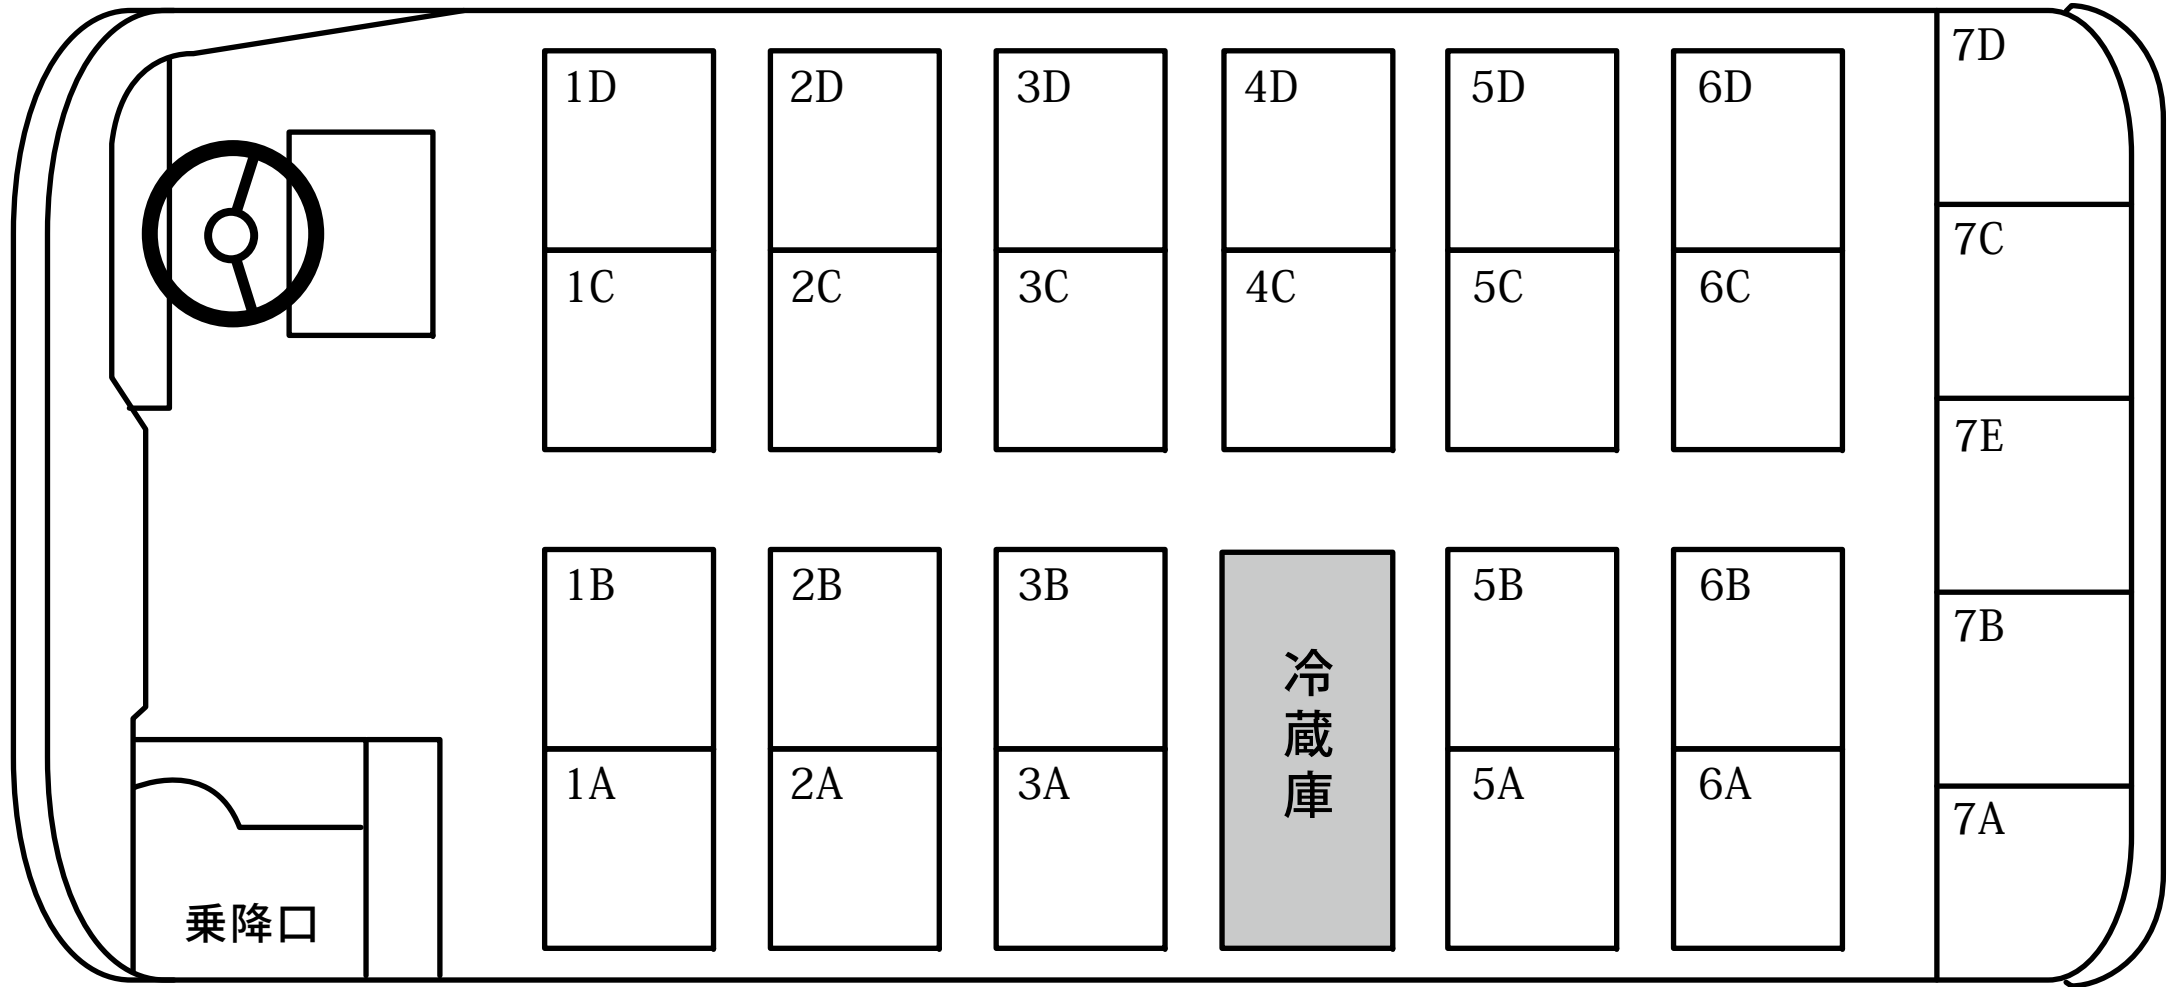 1D 2D 3D 4D 5D 6D 7D
1C 2C 3C 4C 5C 6C 7C
7E
1B 2B 3B 5B 6B 7B
冷蔵庫
1A 2A 3A 5A 6A 7A
乗降口